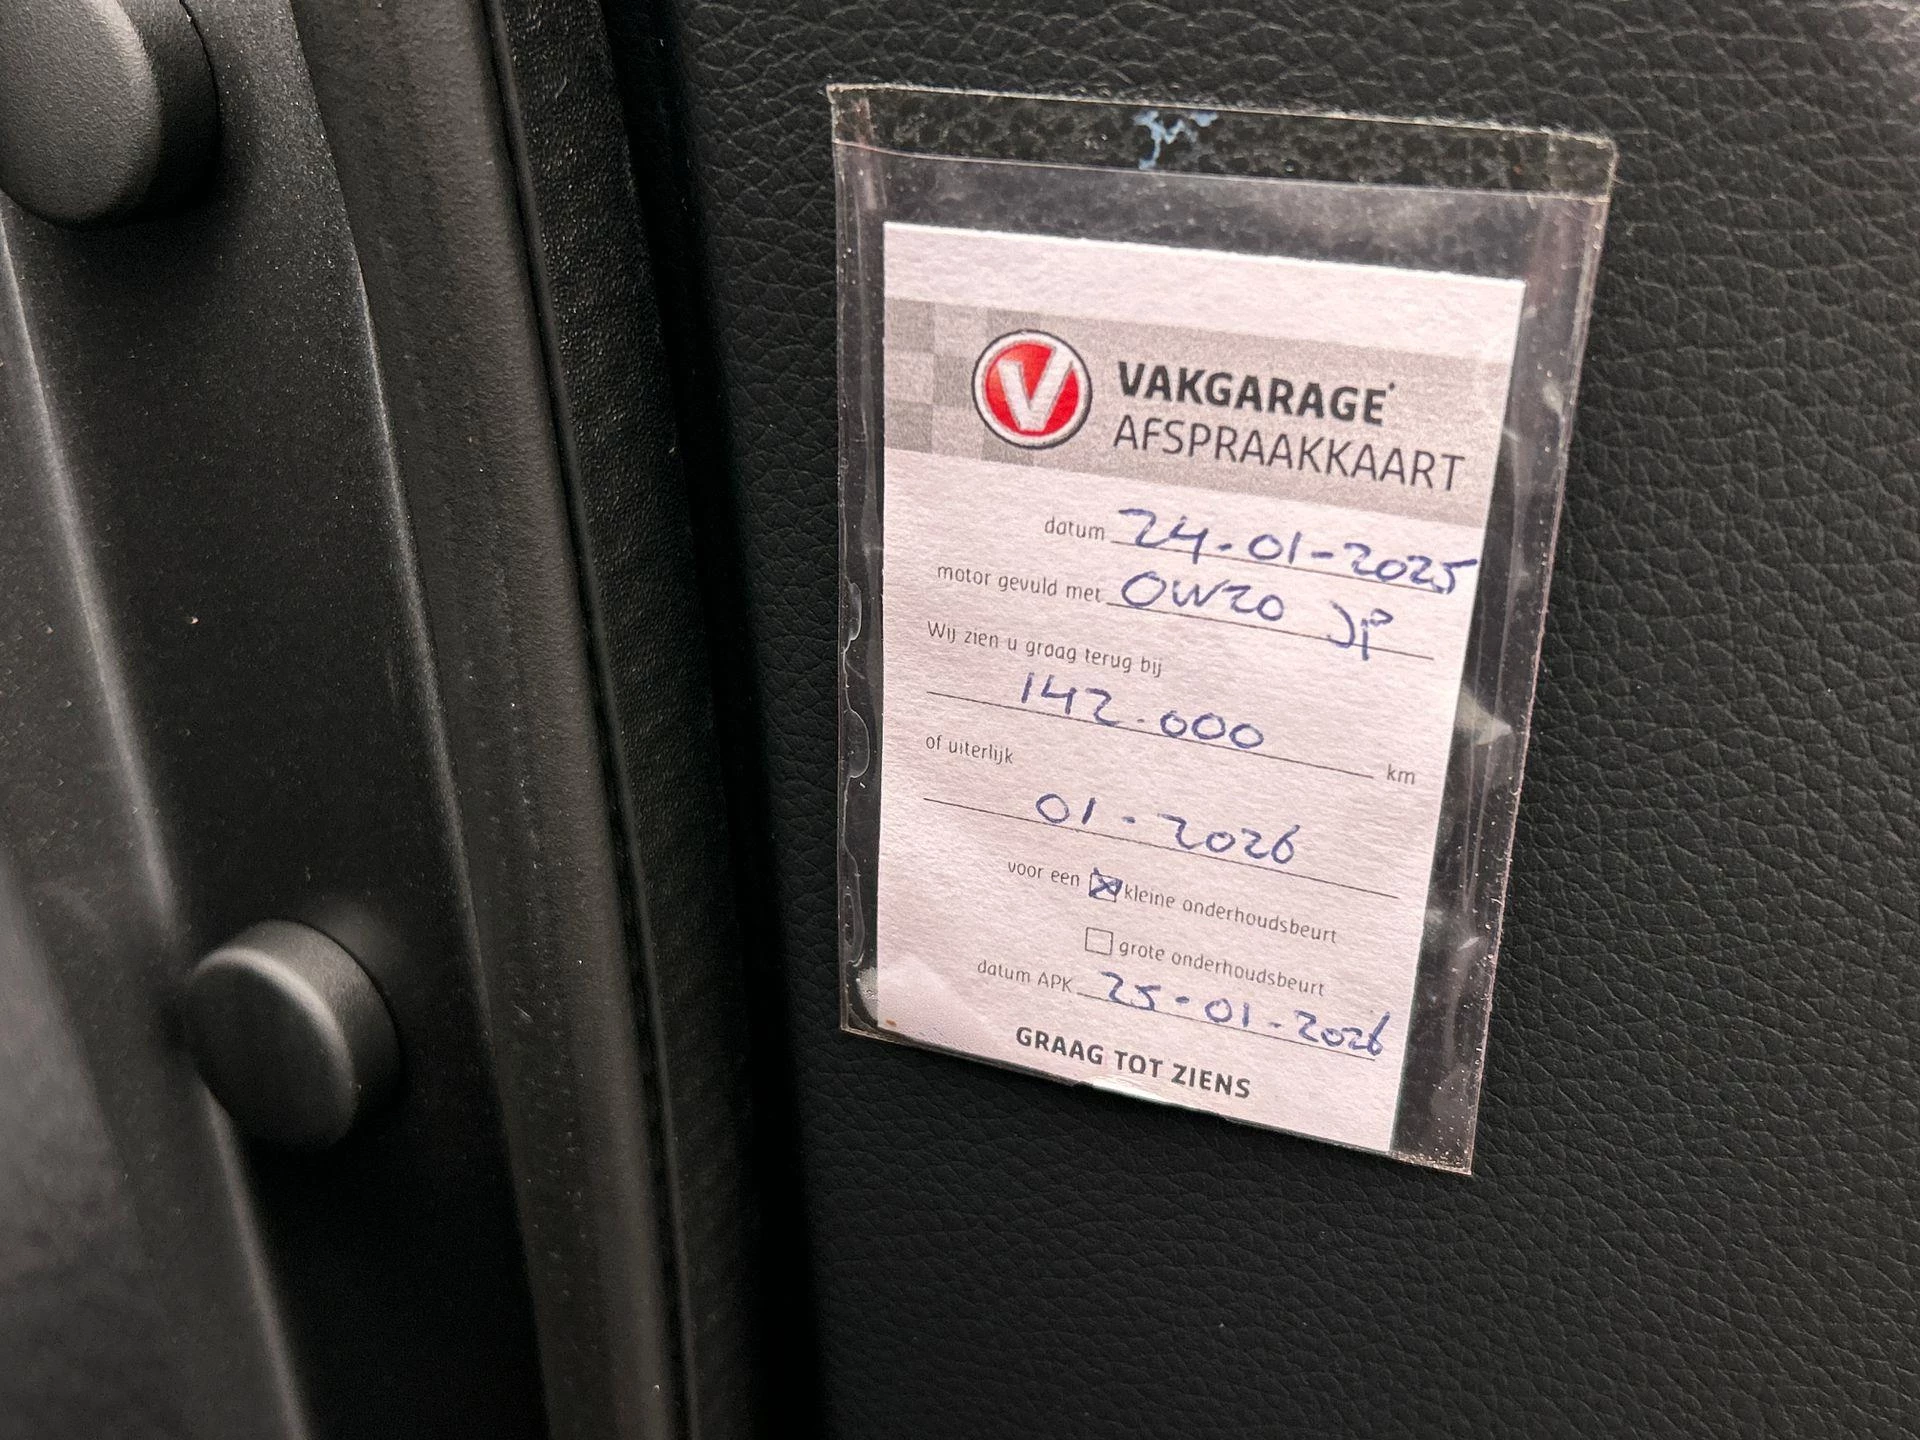 V
VAKGARAGE
AFSPRAAKKAART
datum 24-01-2025
motor gevuld met 0W20 JP
Wij zien u graag terug bij
142.000 km
of uiterlijk
01-2026
voor een ☒ kleine onderhoudsbeurt
☐ grote onderhoudsbeurt
datum APK 25-01-2026
GRAAG TOT ZIENS